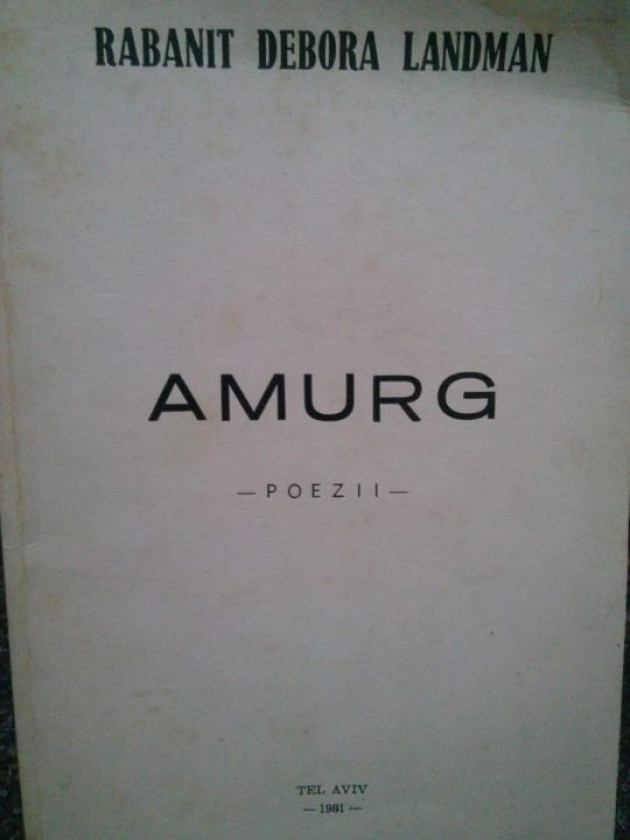 RABANIT DEBORA LANDMAN
AMURG
— POEZII —
TEL AVIV
— 1981 —